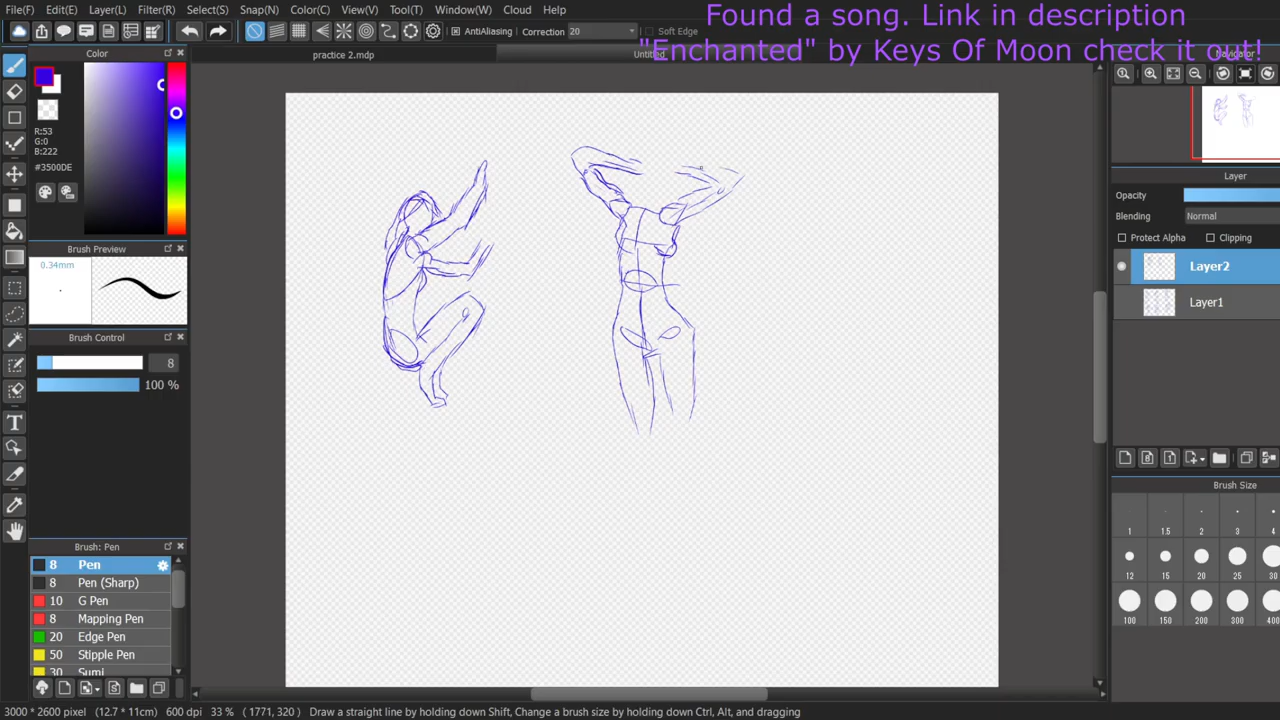 File(F) Edit(E) Layer(L) Filter(R) Select(S) Snap(N) Color(C) View(V) Tool(T) Window(W) Cloud Help
Found a song. Link in description
"Enchanted" by Keys Of Moon check it out!
AntiAliasing Correction 20 Soft Edge
Color
practice 2.mdp
Untitled
Navigator
R:53
G:0
B:222
#3500DE
Layer
Opacity
Blending Normal
Protect Alpha Clipping
Layer2
Layer1
Brush Preview
0.34mm
Brush Control
8
100 %
Brush Size
1 1.5 2 3 4
12 15 20 25 30
100 150 200 300 400
Brush: Pen
8 Pen
8 Pen (Sharp)
10 G Pen
8 Mapping Pen
20 Edge Pen
50 Stipple Pen
30 Sumi
3000 * 2600 pixel (12.7 * 11cm) 600 dpi 33 % ( 1771, 320 ) Draw a straight line by holding down Shift, Change a brush size by holding down Ctrl, Alt, and dragging